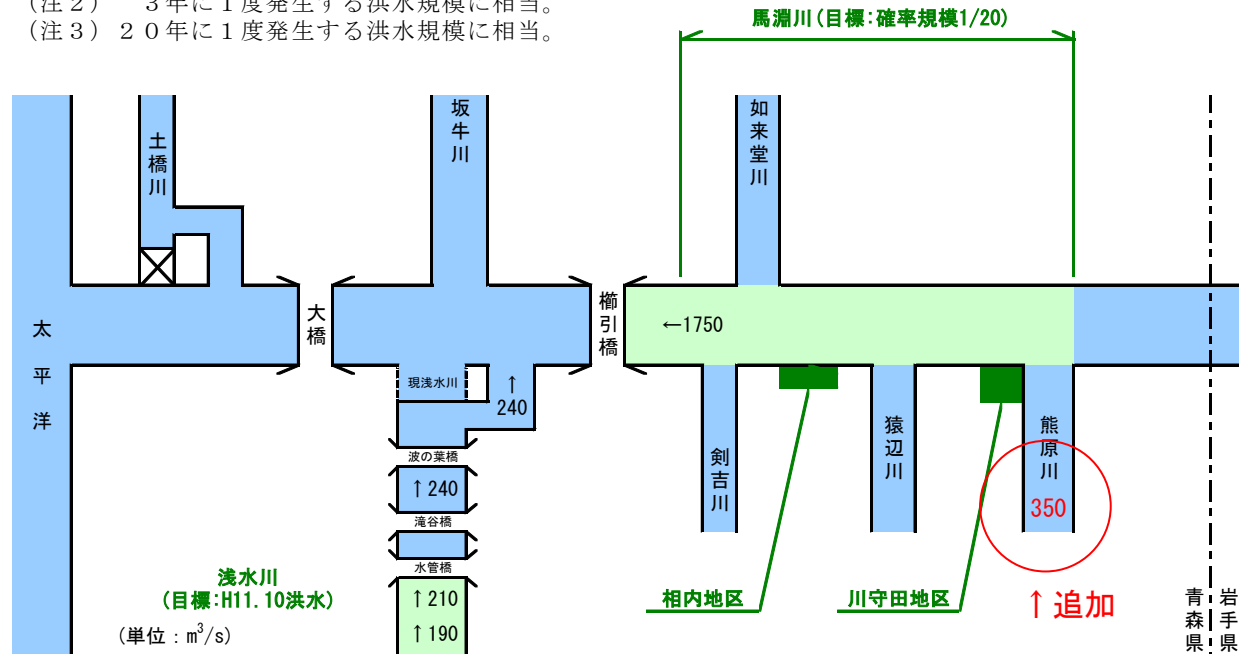 (注２)　３年に１度発生する洪水規模に相当。
(注３)２０年に１度発生する洪水規模に相当。
馬淵川(目標:確率規模1/20)
土橋川
坂牛川
如来堂川
太平洋
大橋
櫛引橋
←1750
現浅水川
↑
240
波の葉橋
↑240
滝谷橋
水管橋
↑210
↑190
剣吉川
猿辺川
熊原川
350
浅水川
(目標:H11.10洪水)
(単位：m³/s)
相内地区
川守田地区
↑追加
青森県
岩手県